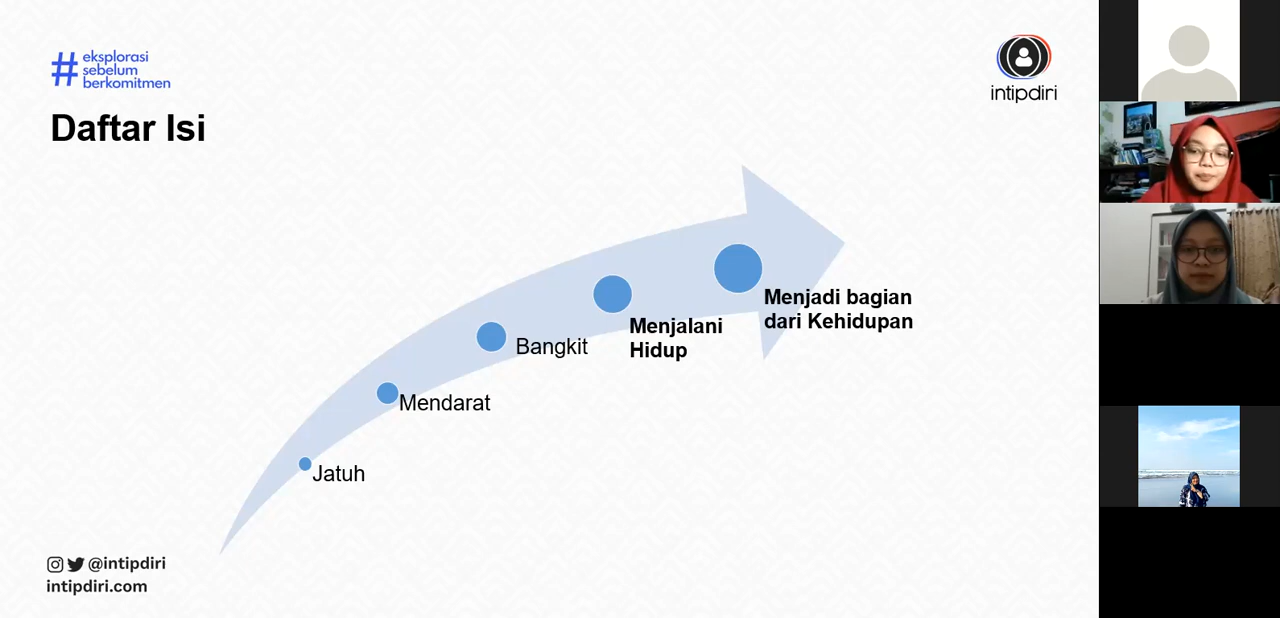 #
eksplorasi
sebelum
berkomitmen
intipdiri
Daftar Isi
Menjadi bagian
dari Kehidupan
Menjalani
Hidup
Bangkit
Mendarat
Jatuh
@intipdiri
intipdiri.com